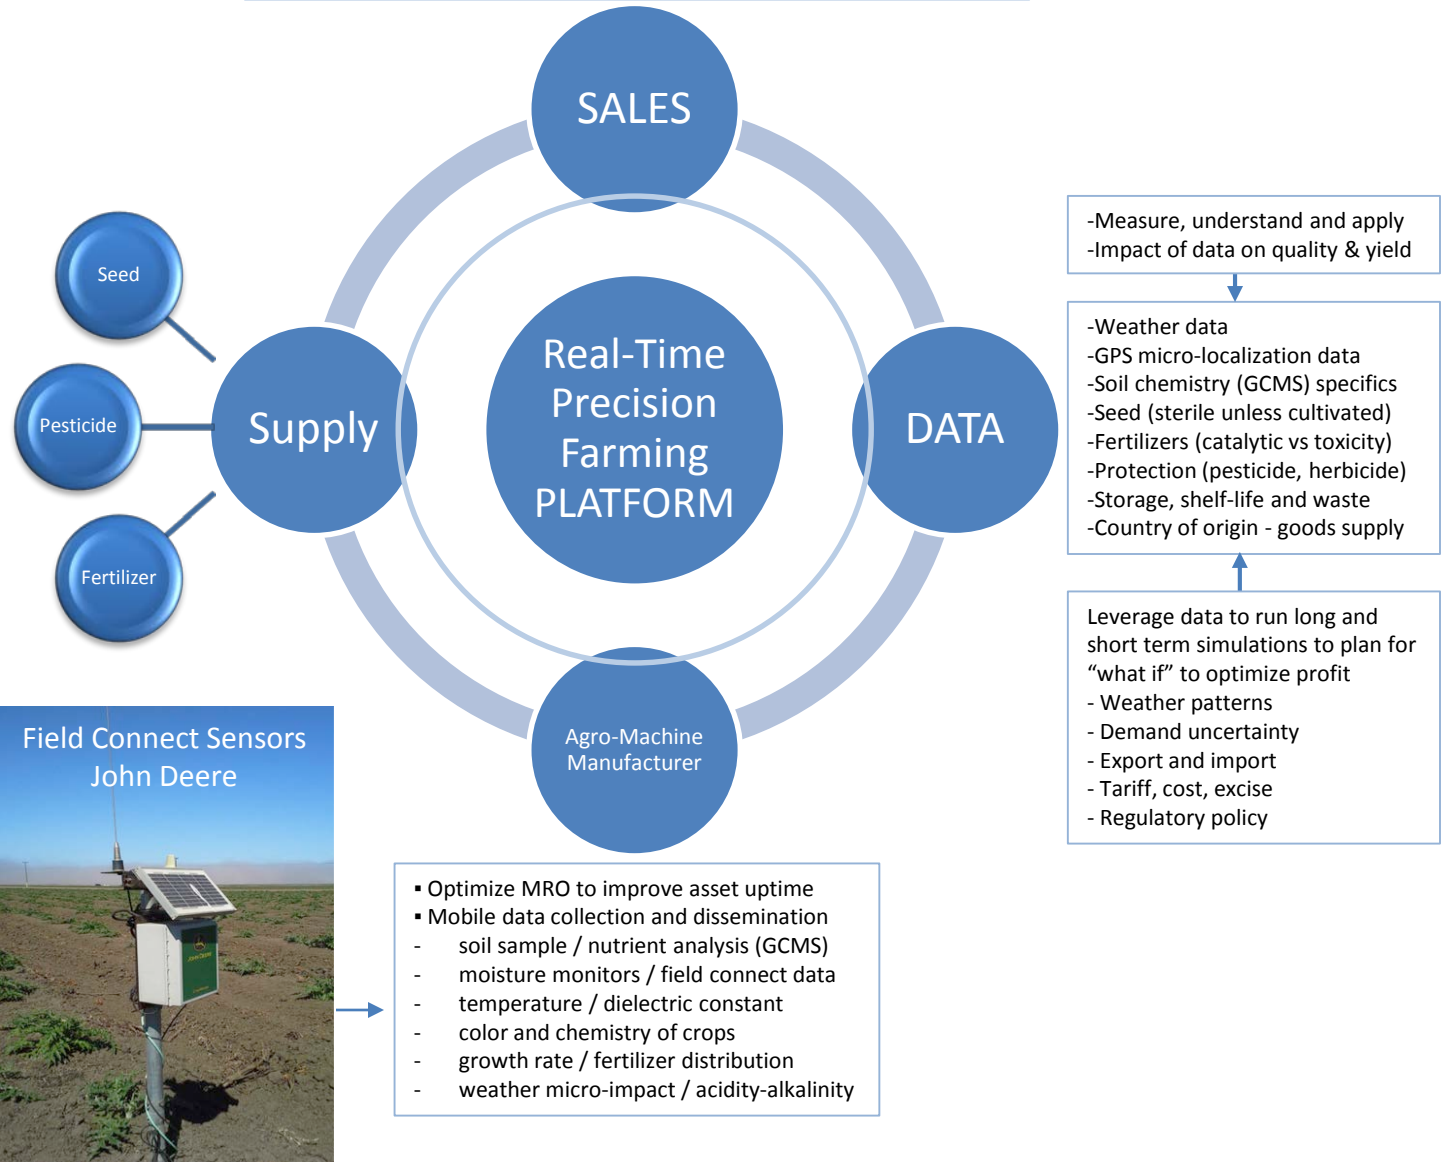 SALES
-Measure, understand and apply
-Impact of data on quality & yield
Seed
Real-Time
Precision
Farming
PLATFORM
-Weather data
-GPS micro-localization data
-Soil chemistry (GCMS) specifics
-Seed (sterile unless cultivated)
-Fertilizers (catalytic vs toxicity)
-Protection (pesticide, herbicide)
-Storage, shelf-life and waste
-Country of origin - goods supply
Pesticide
Supply
DATA
Fertilizer
Leverage data to run long and
short term simulations to plan for
“what if” to optimize profit
- Weather patterns
- Demand uncertainty
- Export and import
- Tariff, cost, excise
- Regulatory policy
Agro-Machine
Manufacturer
Field Connect Sensors
John Deere
JOHN DEERE
▪ Optimize MRO to improve asset uptime
▪ Mobile data collection and dissemination
- soil sample / nutrient analysis (GCMS)
- moisture monitors / field connect data
- temperature / dielectric constant
- color and chemistry of crops
- growth rate / fertilizer distribution
- weather micro-impact / acidity-alkalinity